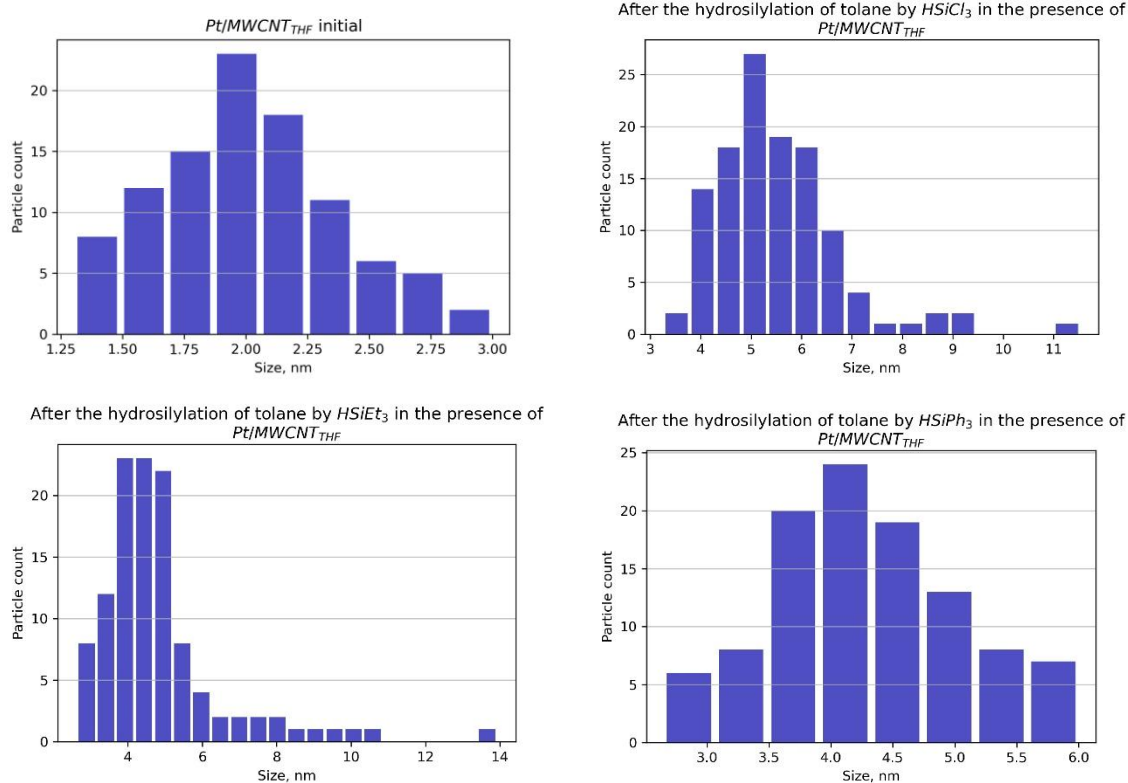 Pt/MWCNT_THF initial
Particle count
20
15
10
5
0
1.25 1.50 1.75 2.00 2.25 2.50 2.75 3.00
Size, nm
After the hydrosilylation of tolane by HSiCl₃ in the presence of
Pt/MWCNT_THF
Particle count
25
20
15
10
5
0
3 4 5 6 7 8 9 10 11
Size, nm
After the hydrosilylation of tolane by HSiEt₃ in the presence of
Pt/MWCNT_THF
Particle count
20
15
10
5
0
4 6 8 10 12 14
Size, nm
After the hydrosilylation of tolane by HSiPh₃ in the presence of
Pt/MWCNT_THF
Particle count
25
20
15
10
5
0
3.0 3.5 4.0 4.5 5.0 5.5 6.0
Size, nm